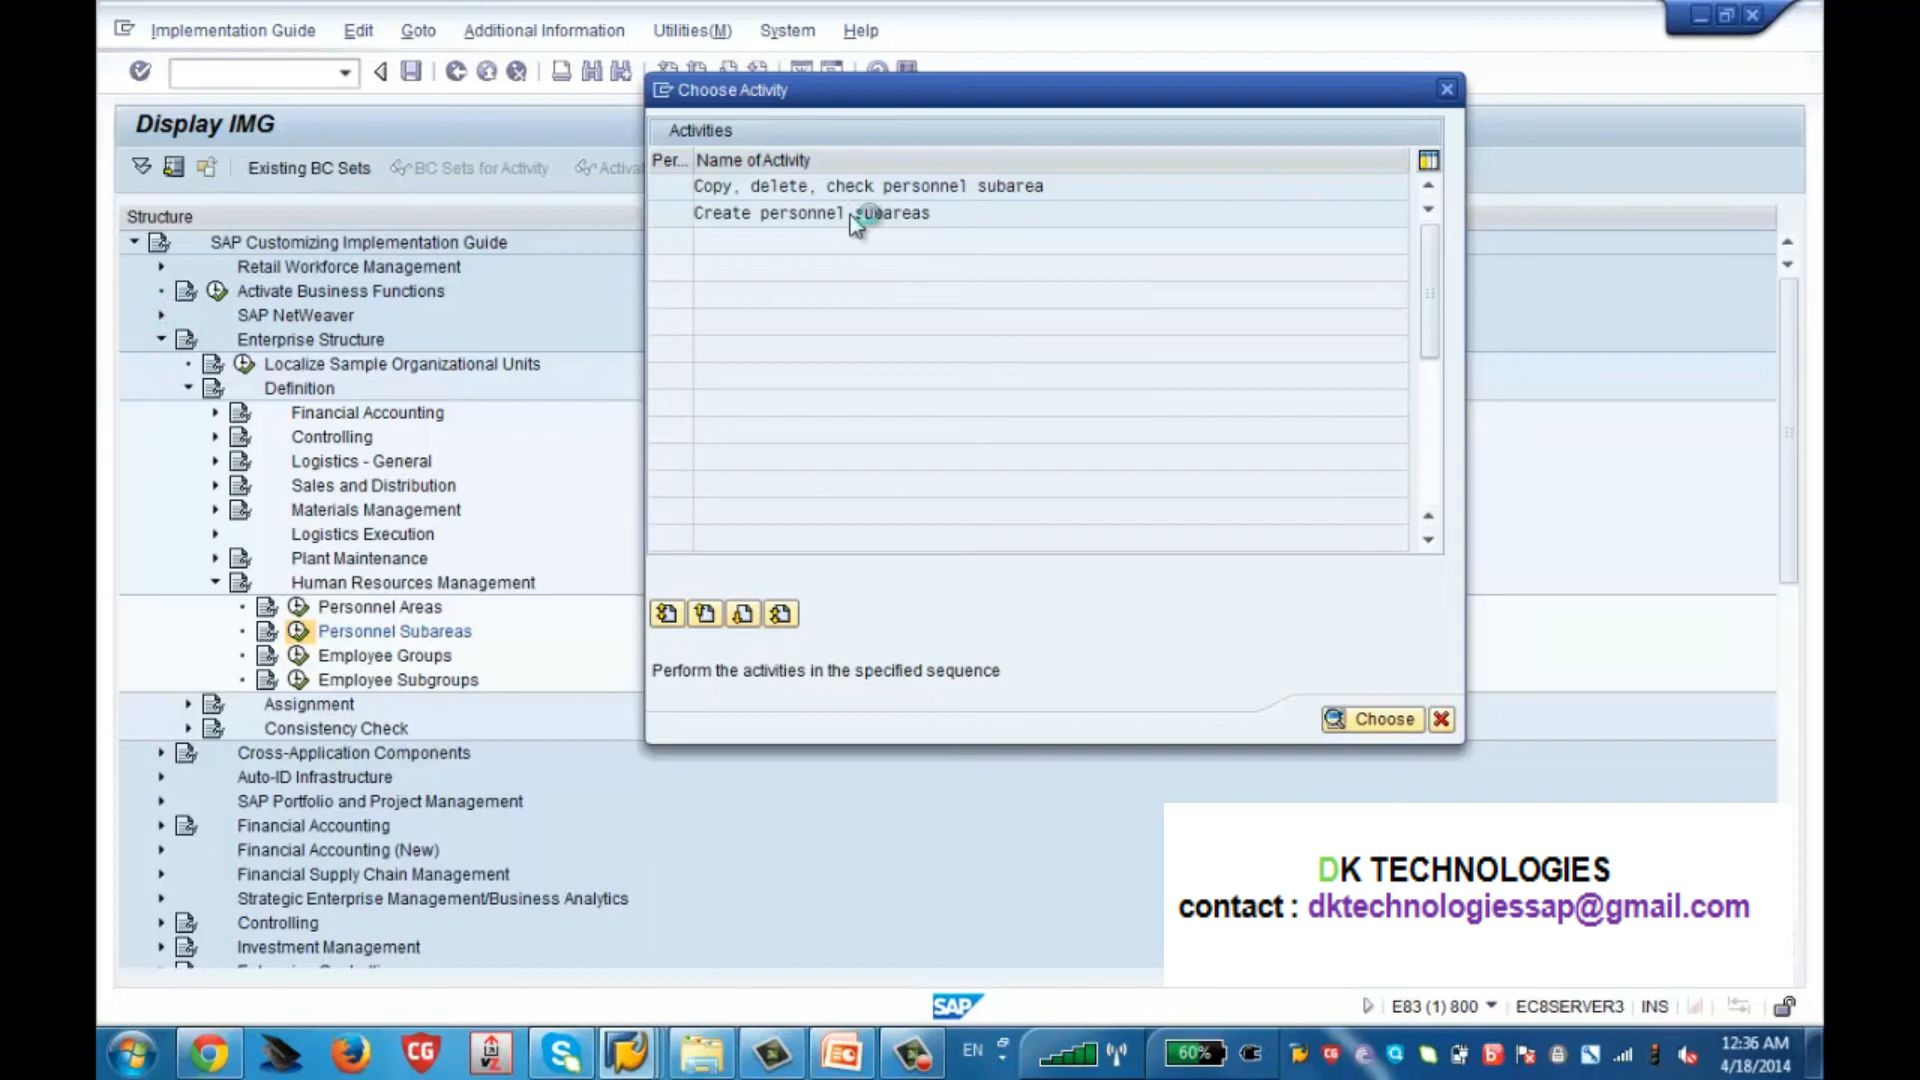 Implementation Guide Edit Goto Additional Information Utilities(M) System Help
Display IMG
Existing BC Sets BC Sets for Activity Activa
Structure
SAP Customizing Implementation Guide
Retail Workforce Management
Activate Business Functions
SAP NetWeaver
Enterprise Structure
Localize Sample Organizational Units
Definition
Financial Accounting
Controlling
Logistics - General
Sales and Distribution
Materials Management
Logistics Execution
Plant Maintenance
Human Resources Management
Personnel Areas
Personnel Subareas
Employee Groups
Employee Subgroups
Assignment
Consistency Check
Cross-Application Components
Auto-ID Infrastructure
SAP Portfolio and Project Management
Financial Accounting
Financial Accounting (New)
Financial Supply Chain Management
Strategic Enterprise Management/Business Analytics
Controlling
Investment Management
Choose Activity
Activities
Per... Name of Activity
Copy, delete, check personnel subarea
Create personnel subareas
Perform the activities in the specified sequence
Choose
DK TECHNOLOGIES
contact : dktechnologiessap@gmail.com
SAP
E83 (1) 800 EC8SERVER3 INS
CG
EN
60%
12:36 AM
4/18/2014